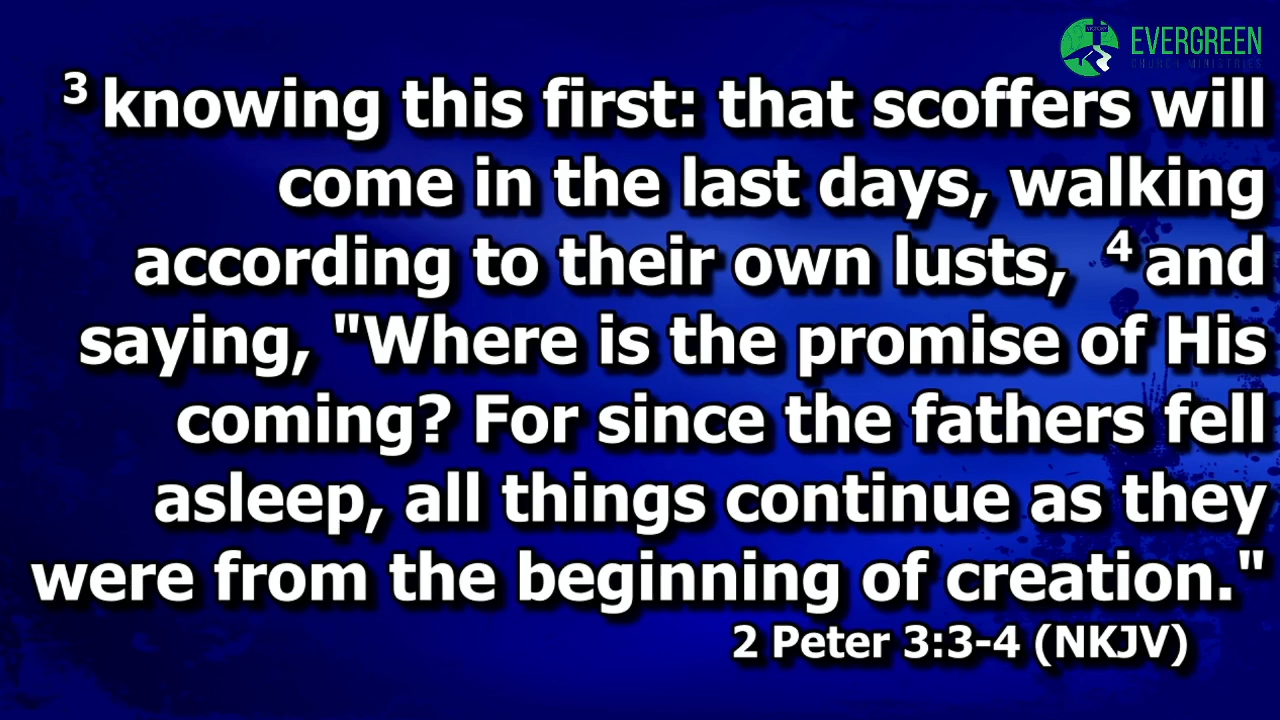 EVERGREEN
CHURCH MINISTRIES
3 knowing this first: that scoffers will
come in the last days, walking
according to their own lusts, 4 and
saying, "Where is the promise of His
coming? For since the fathers fell
asleep, all things continue as they
were from the beginning of creation."
2 Peter 3:3-4 (NKJV)